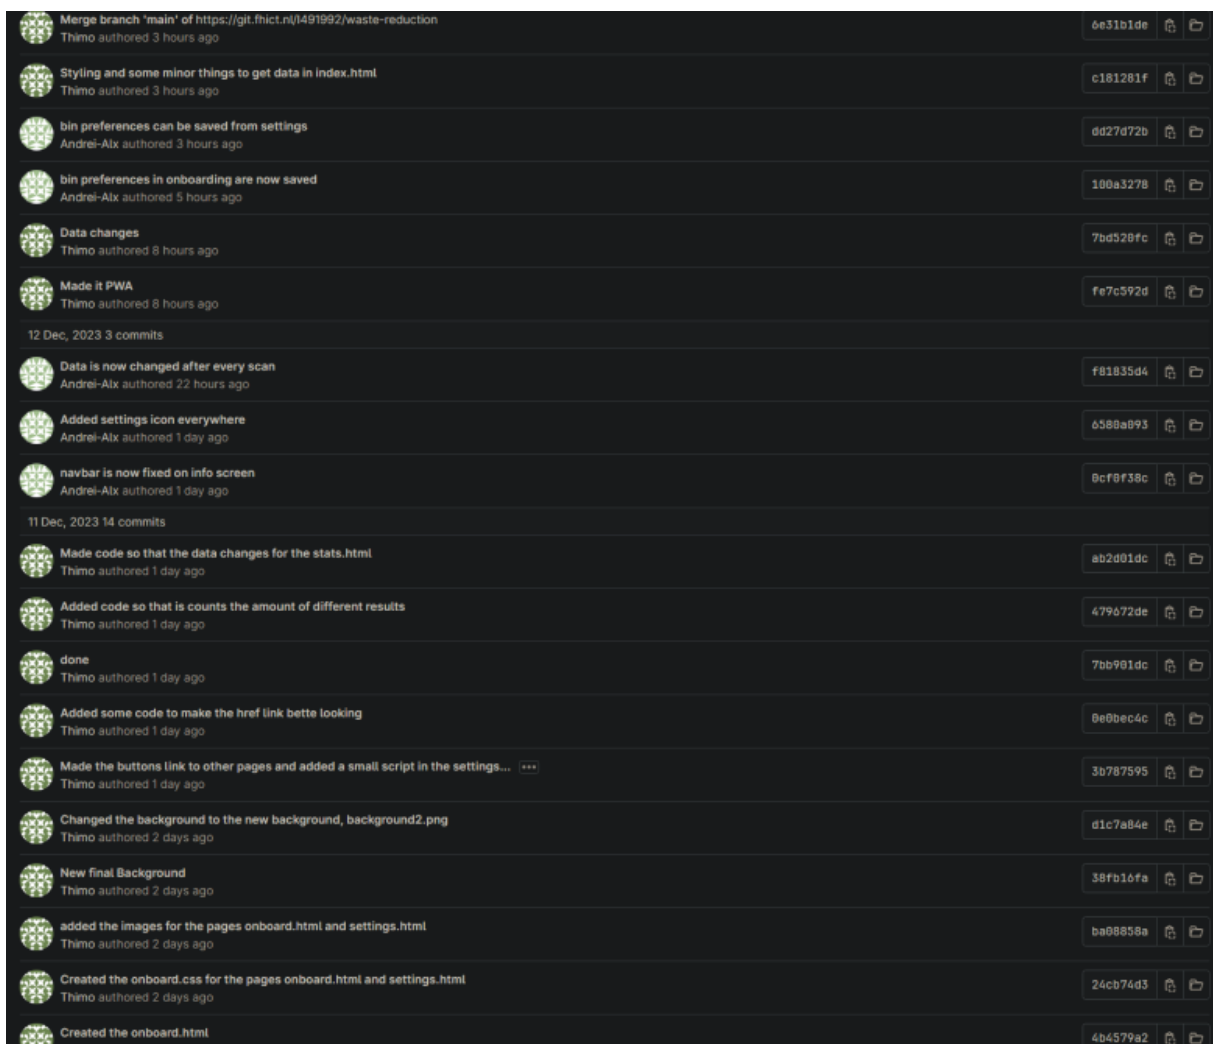 Merge branch 'main' of https://git.fhict.nl/I491992/waste-reduction
Thimo authored 3 hours ago
6e31b1de
Styling and some minor things to get data in index.html
Thimo authored 3 hours ago
c181281f
bin preferences can be saved from settings
Andrei-Alx authored 3 hours ago
dd27d72b
bin preferences in onboarding are now saved
Andrei-Alx authored 5 hours ago
100a3278
Data changes
Thimo authored 8 hours ago
7bd520fc
Made it PWA
Thimo authored 8 hours ago
fe7c592d
12 Dec, 2023 3 commits
Data is now changed after every scan
Andrei-Alx authored 22 hours ago
f81835d4
Added settings icon everywhere
Andrei-Alx authored 1 day ago
6580a093
navbar is now fixed on info screen
Andrei-Alx authored 1 day ago
0cf0f38c
11 Dec, 2023 14 commits
Made code so that the data changes for the stats.html
Thimo authored 1 day ago
ab2d01dc
Added code so that is counts the amount of different results
Thimo authored 1 day ago
479672de
done
Thimo authored 1 day ago
7bb901dc
Added some code to make the href link bette looking
Thimo authored 1 day ago
0e0bec4c
Made the buttons link to other pages and added a small script in the settings...
Thimo authored 1 day ago
3b787595
Changed the background to the new background, background2.png
Thimo authored 2 days ago
d1c7a84e
New final Background
Thimo authored 2 days ago
38fb16fa
added the images for the pages onboard.html and settings.html
Thimo authored 2 days ago
ba08858a
Created the onboard.css for the pages onboard.html and settings.html
Thimo authored 2 days ago
24cb74d3
Created the onboard.html
4b4579a2